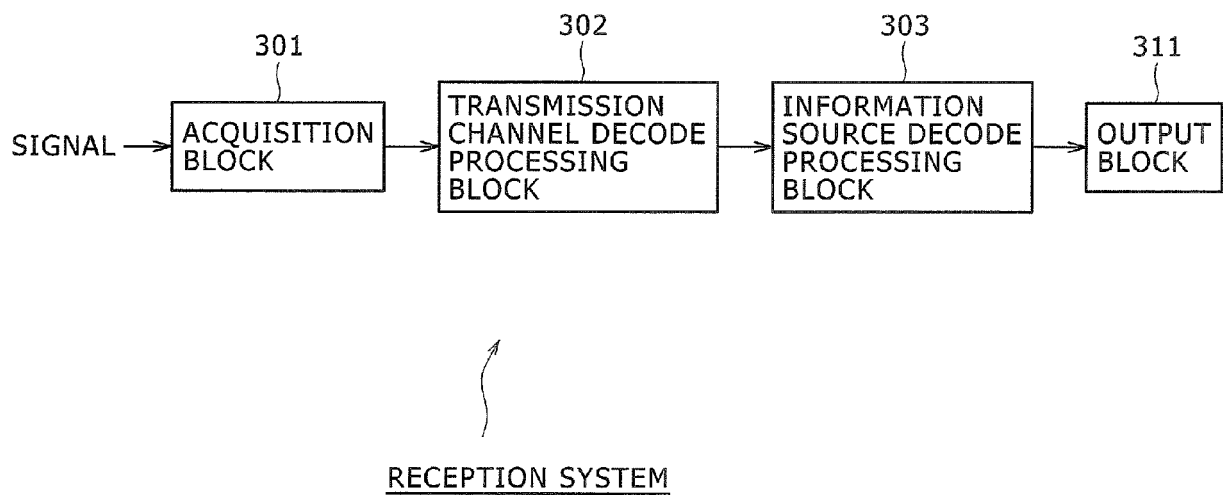 301
302
303
311
SIGNAL
ACQUISITION
BLOCK
TRANSMISSION
CHANNEL DECODE
PROCESSING
BLOCK
INFORMATION
SOURCE DECODE
PROCESSING
BLOCK
OUTPUT
BLOCK
RECEPTION SYSTEM